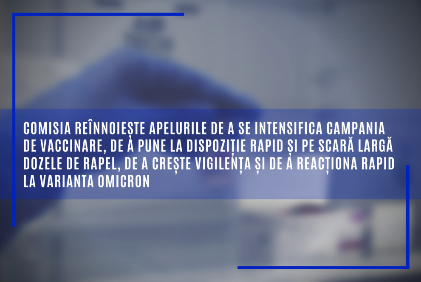 COMISIA REÎNNOIEȘTE APELURILE DE A SE INTENSIFICA CAMPANIA
DE VACCINARE, DE A PUNE LA DISPOZIȚIE RAPID ȘI PE SCARĂ LARGĂ
DOZELE DE RAPEL, DE A CREȘTE VIGILENȚA ȘI DE A REACȚIONA RAPID
LA VARIANTA OMICRON